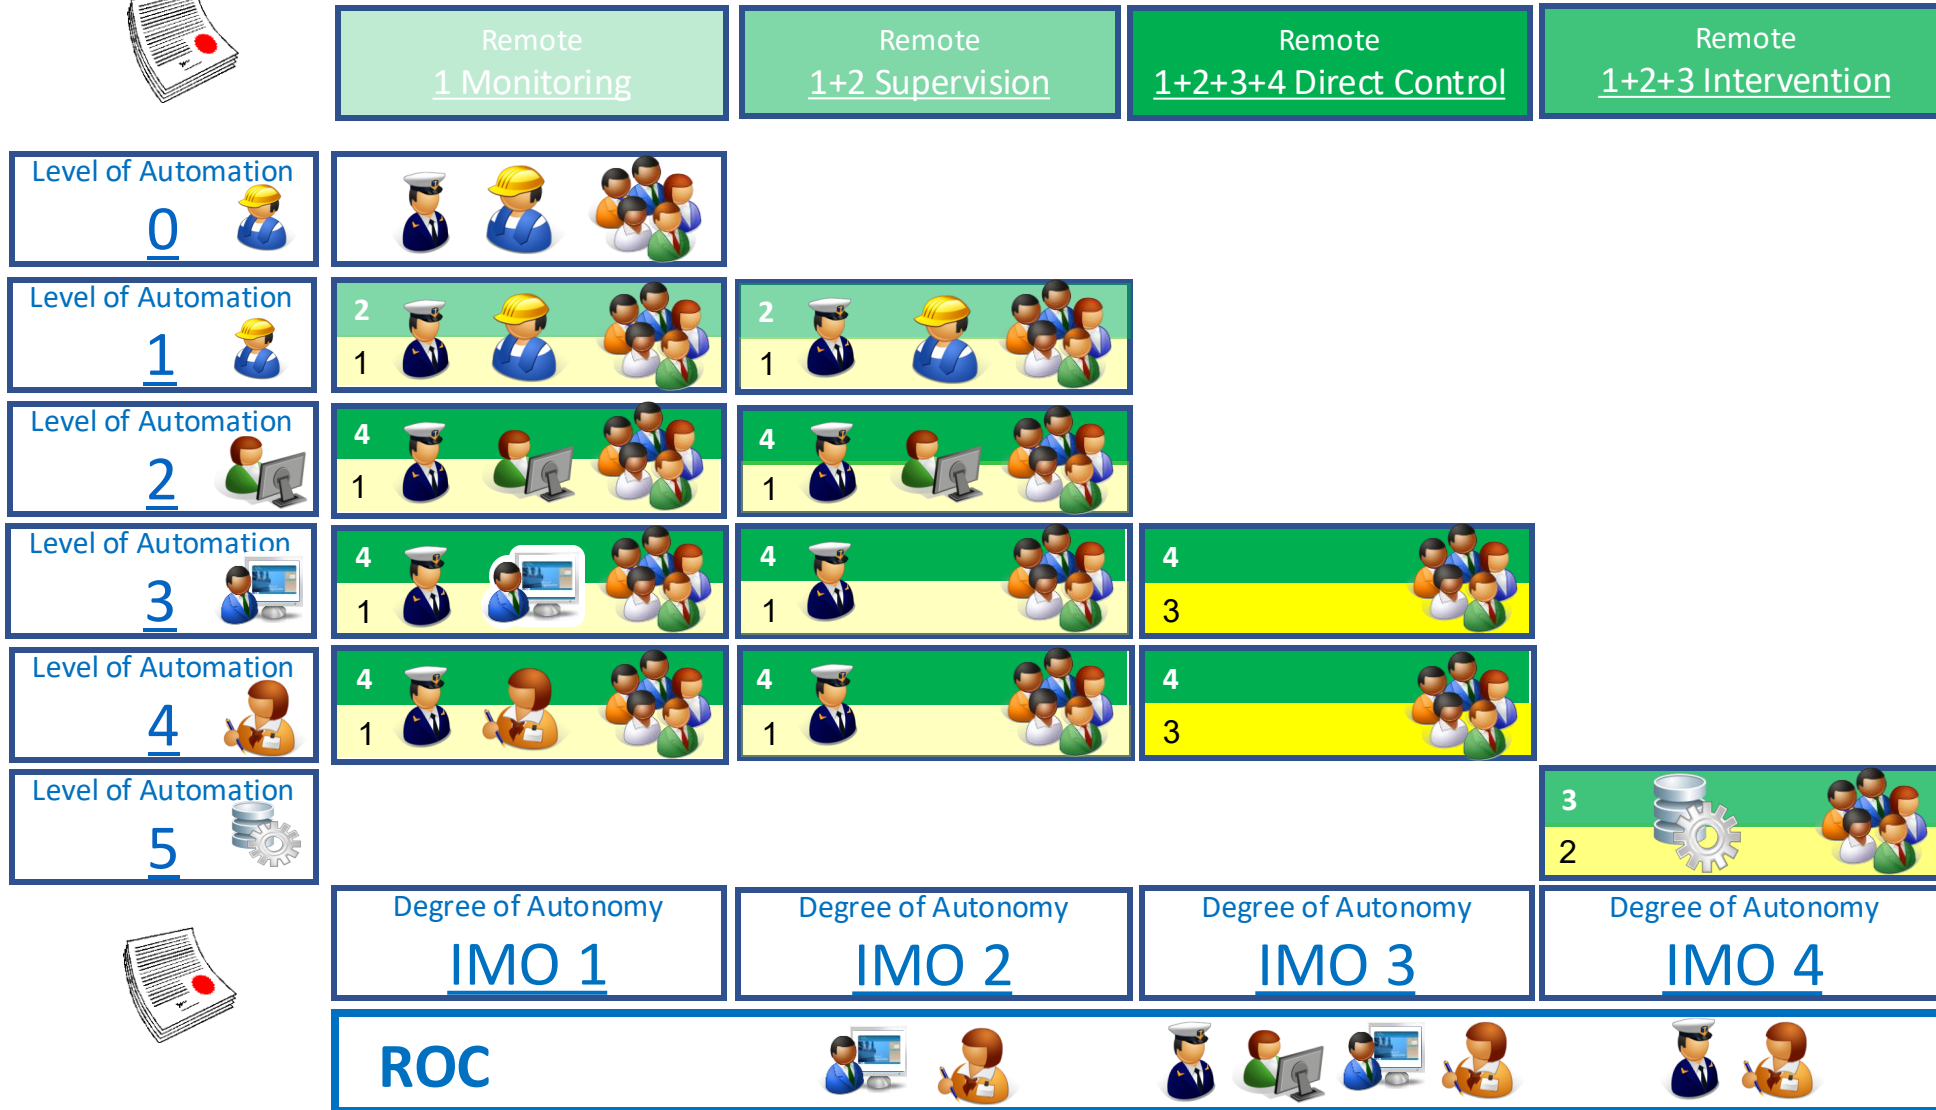 Remote
1 Monitoring
Remote
1+2 Supervision
Remote
1+2+3+4 Direct Control
Remote
1+2+3 Intervention
Level of Automation
0
Level of Automation
1
2
1
2
1
Level of Automation
2
4
1
4
1
Level of Automation
3
4
1
4
1
4
3
Level of Automation
4
4
1
4
1
4
3
Level of Automation
5
3
2
Degree of Autonomy
IMO 1
Degree of Autonomy
IMO 2
Degree of Autonomy
IMO 3
Degree of Autonomy
IMO 4
ROC